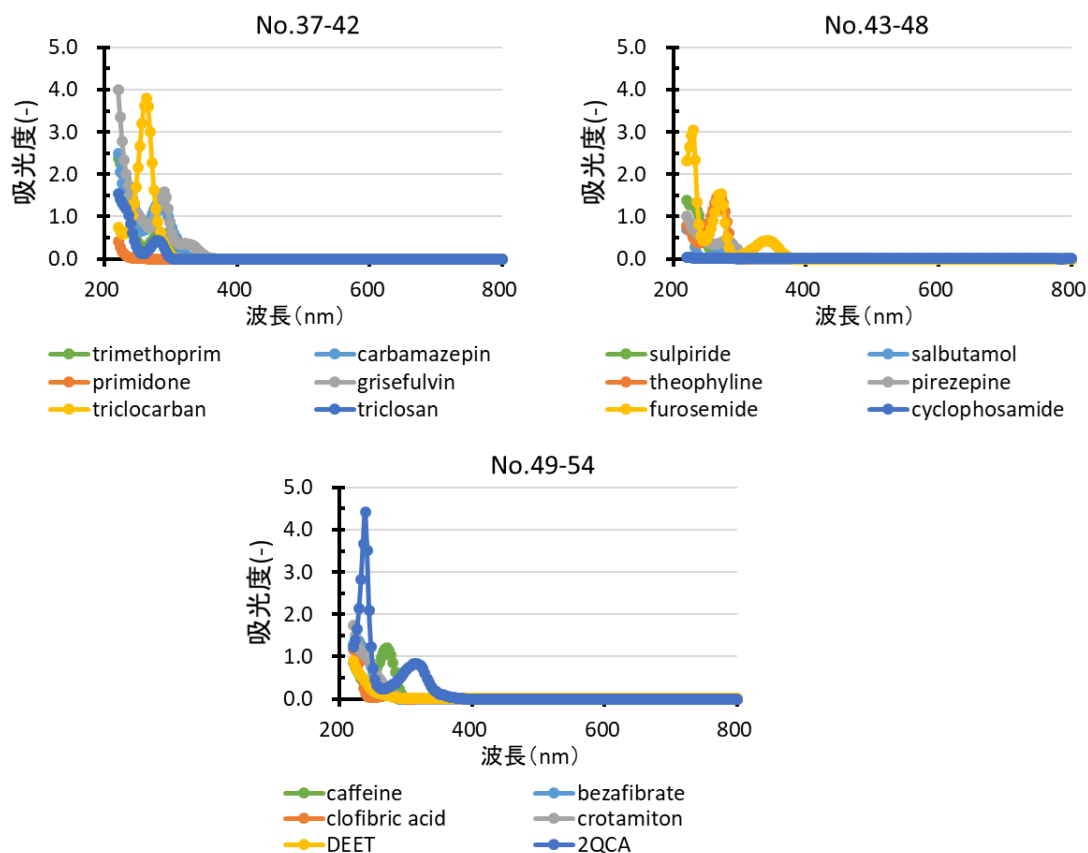 No.37-42
5.0
4.0
3.0
2.0
1.0
0.0
吸光度(-)
200 400 600 800
波長(nm)
trimethoprim carbamazepin
primidone grisefulvin
triclocarban triclosan
No.43-48
5.0
4.0
3.0
2.0
1.0
0.0
吸光度(-)
200 400 600 800
波長(nm)
sulpiride salbutamol
theophyline pirezepine
furosemide cyclophosamide
No.49-54
5.0
4.0
3.0
2.0
1.0
0.0
吸光度(-)
200 400 600 800
波長(nm)
caffeine bezafibrate
clofibric acid crotamiton
DEET 2QCA